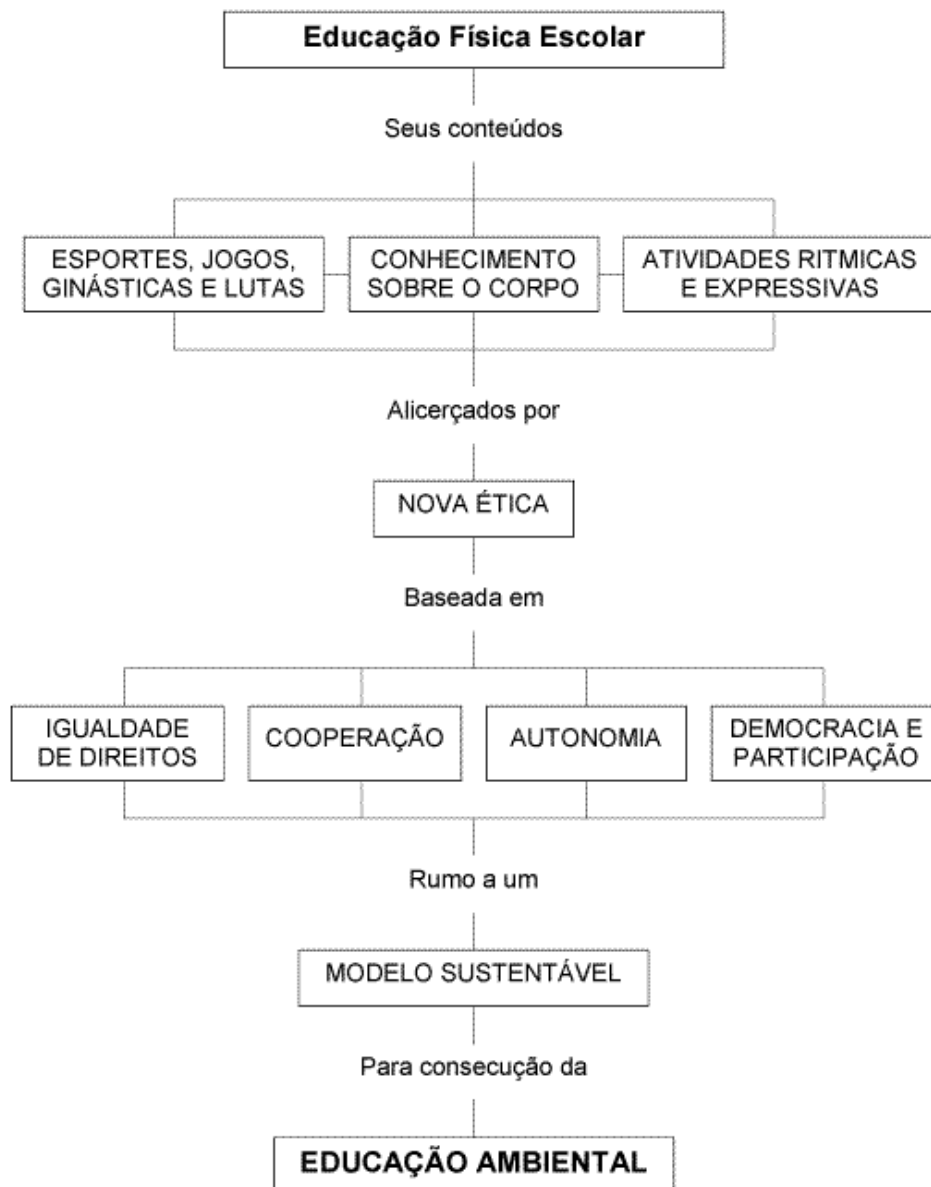 Educação Física Escolar
Seus conteúdos
ESPORTES, JOGOS,
GINÁSTICAS E LUTAS
CONHECIMENTO
SOBRE O CORPO
ATIVIDADES RITMICAS
E EXPRESSIVAS
Alicerçados por
NOVA ÉTICA
Baseada em
IGUALDADE
DE DIREITOS
COOPERAÇÃO
AUTONOMIA
DEMOCRACIA E
PARTICIPAÇÃO
Rumo a um
MODELO SUSTENTÁVEL
Para consecução da
EDUCAÇÃO AMBIENTAL